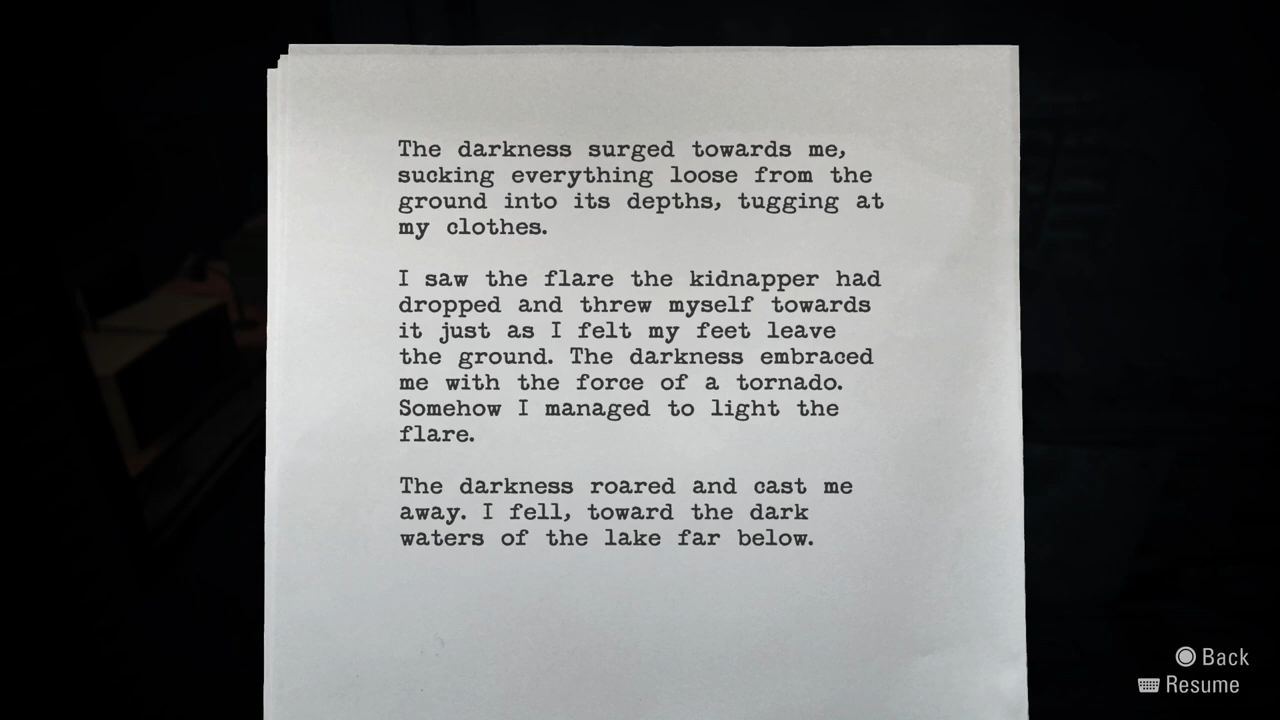 The darkness surged towards me,
sucking everything loose from the
ground into its depths, tugging at
my clothes.
I saw the flare the kidnapper had
dropped and threw myself towards
it just as I felt my feet leave
the ground. The darkness embraced
me with the force of a tornado.
Somehow I managed to light the
flare.
The darkness roared and cast me
away. I fell, toward the dark
waters of the lake far below.
Back
Resume